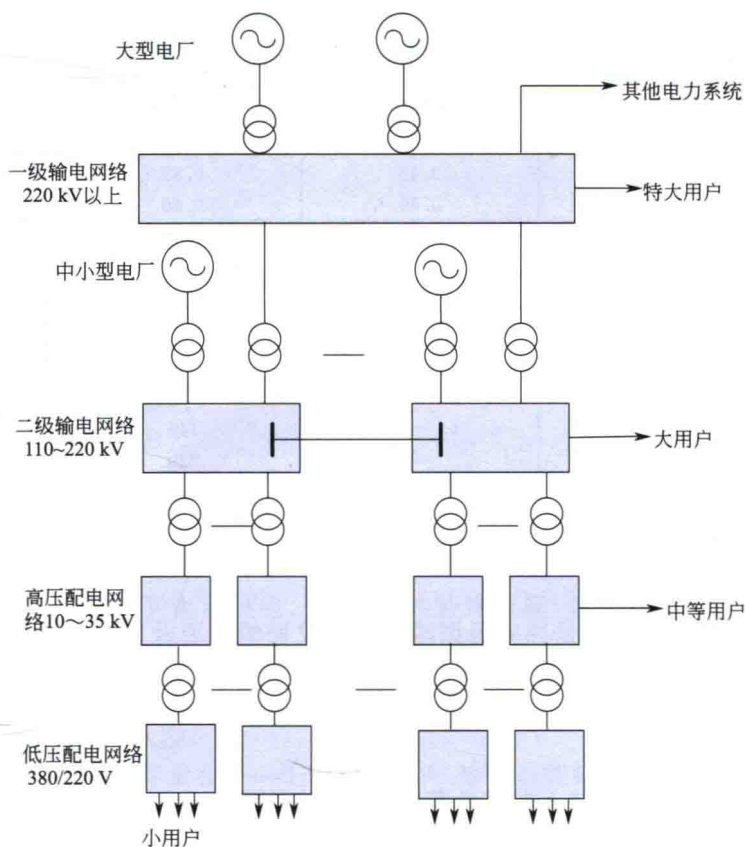 大型电厂
其他电力系统
一级输电网络
220 kV以上
特大用户
中小型电厂
二级输电网络
110~220 kV
大用户
高压配电网
络10～35 kV
中等用户
低压配电网络
380/220 V
小用户